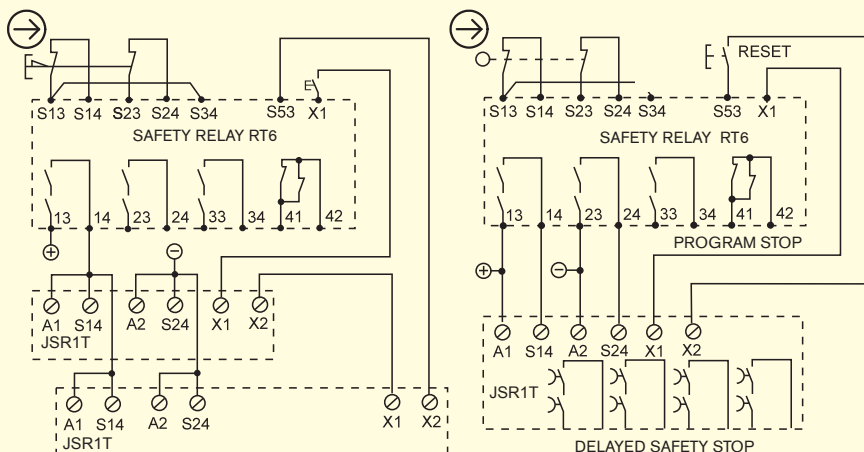 S13 S14 S23 S24 S34 S53 X1
SAFETY RELAY RT6
13 14 23 24 33 34 41 42
+
−
A1 S14 A2 S24 X1 X2
JSR1T
A1 S14 A2 S24 X1 X2
JSR1T
RESET
S13 S14 S23 S24 S34 S53 X1
SAFETY RELAY RT6
13 14 23 24 33 34 41 42
PROGRAM STOP
+
−
A1 S14 A2 S24 X1 X2
JSR1T
DELAYED SAFETY STOP